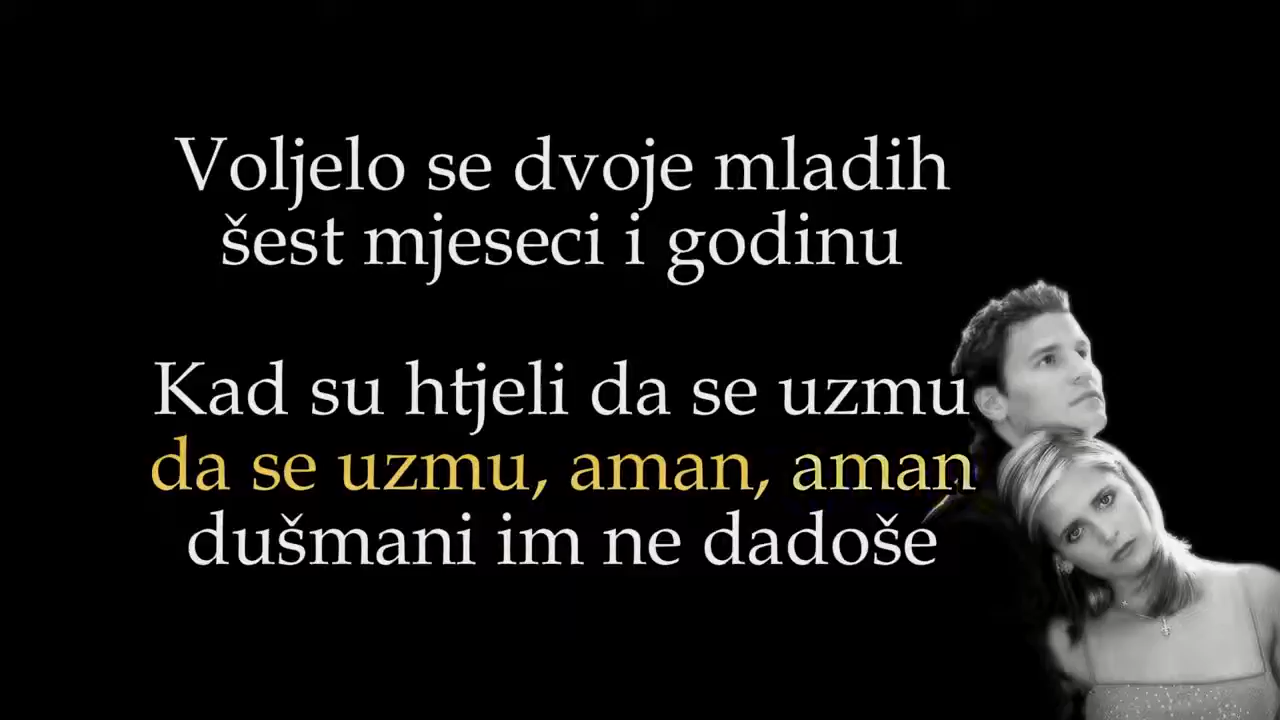 Voljelo se dvoje mladih
šest mjeseci i godinu
Kad su htjeli da se uzmu
da se uzmu, aman, aman
dušmani im ne dadoše